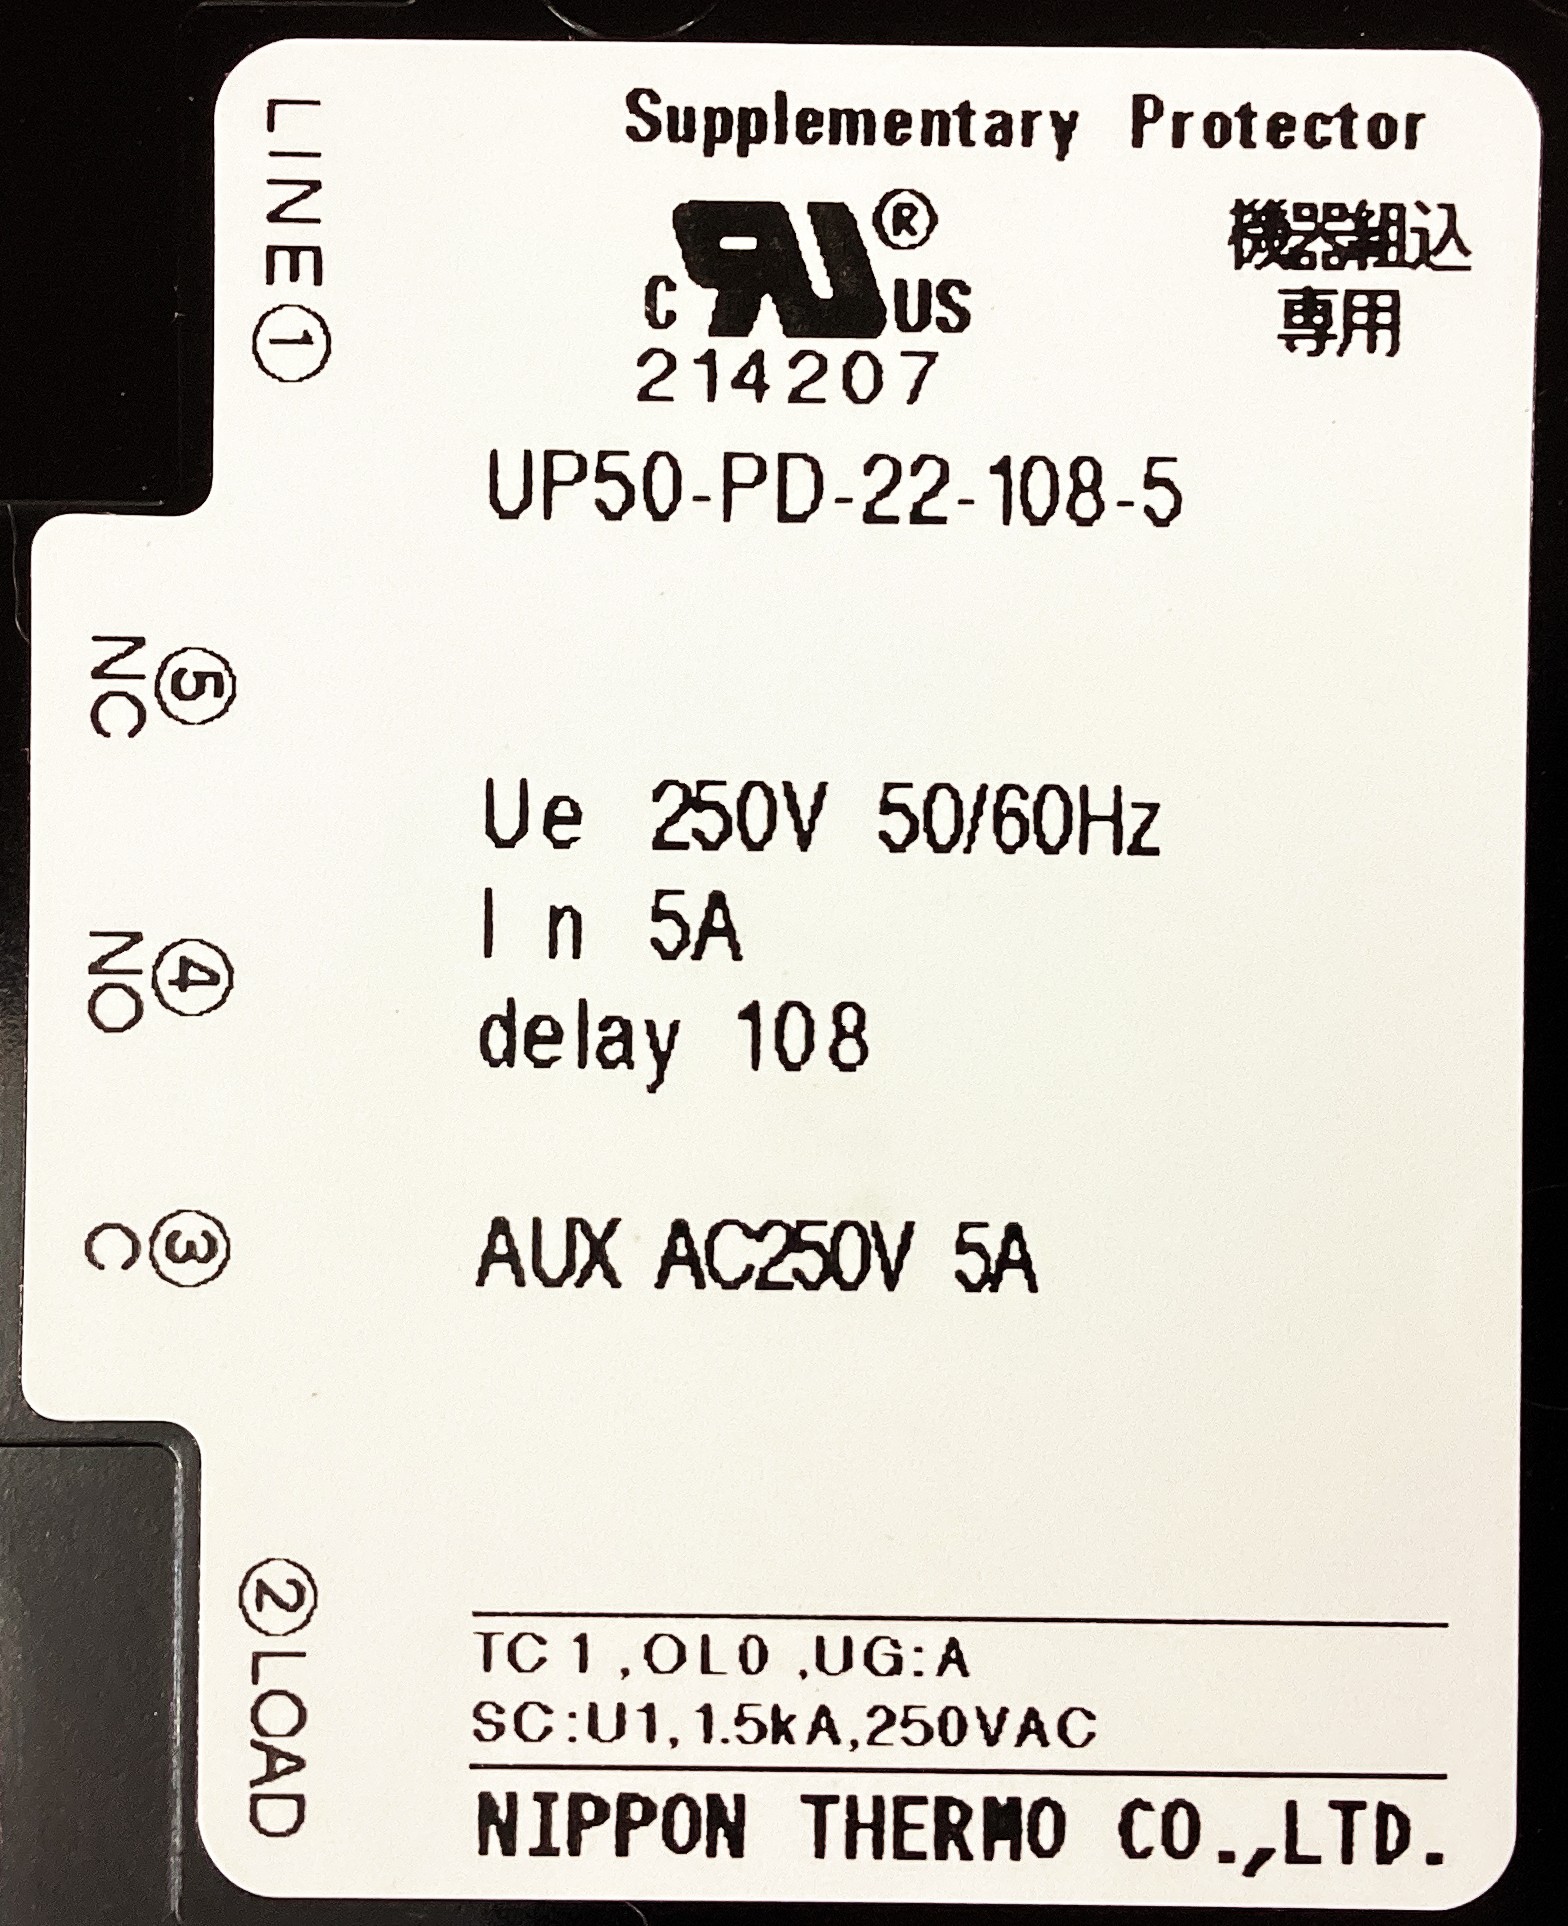 Supplementary Protector
LINE①
®
c RU US
機器組込
専用
214207
UP50-PD-22-108-5
⑤
NC
Ue 250V 50/60Hz
In 5A
④
NO
delay 108
③
C
AUX AC250V 5A
②LOAD
TC1,OL0,UG:A
SC:U1,1.5kA,250VAC
NIPPON THERMO CO.,LTD.